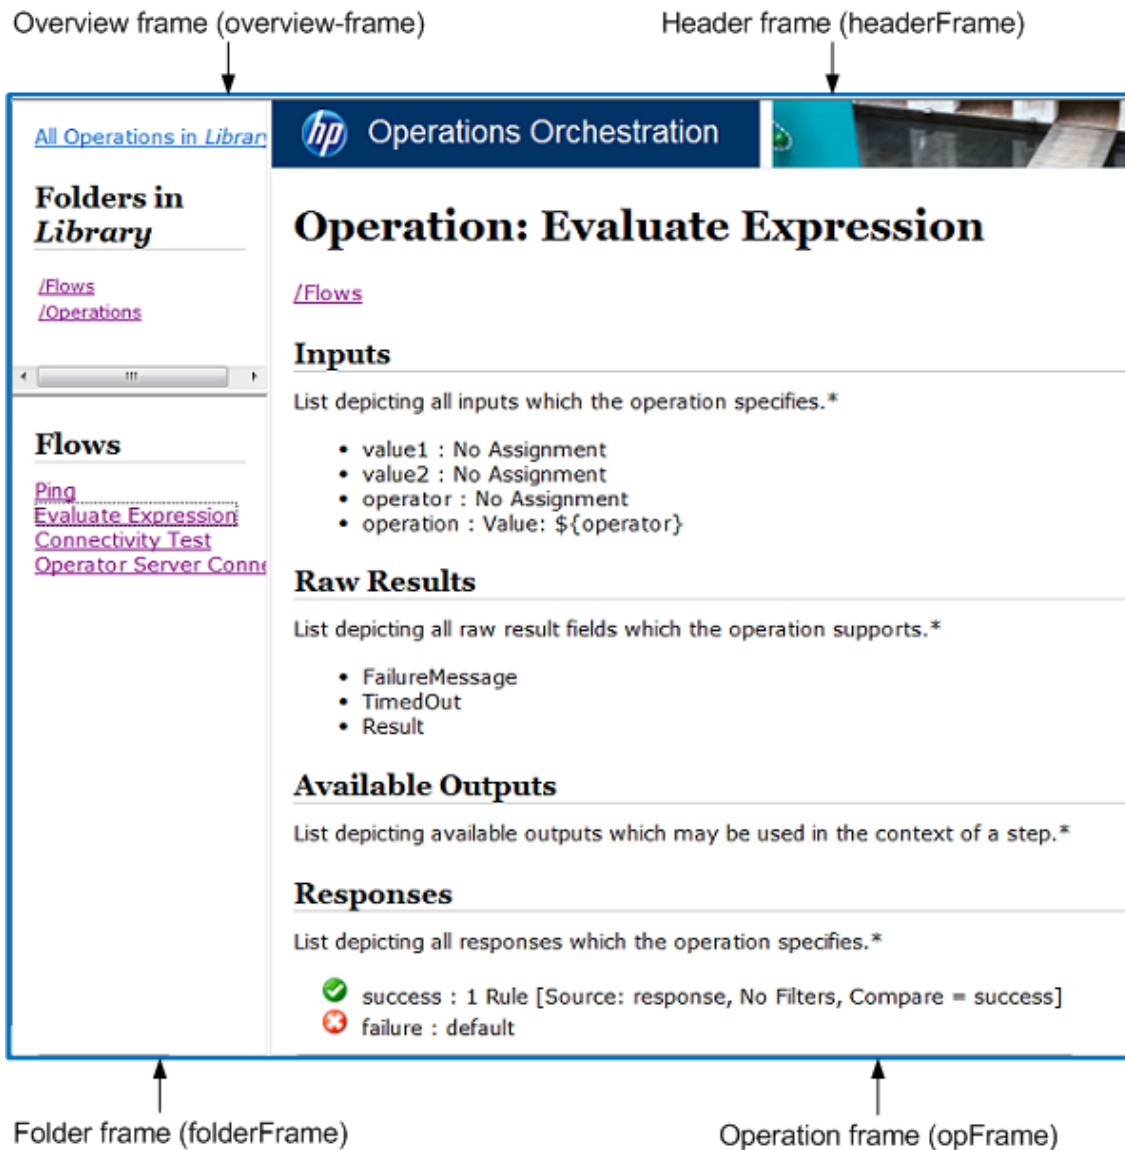 Overview frame (overview-frame)
Header frame (headerFrame)
All Operations in Library
hp Operations Orchestration
Folders in
Library
/Flows
/Operations
Flows
Ping
Evaluate Expression
Connectivity Test
Operator Server Conne
Operation: Evaluate Expression
/Flows
Inputs
List depicting all inputs which the operation specifies.*
• value1 : No Assignment
• value2 : No Assignment
• operator : No Assignment
• operation : Value: ${operator}
Raw Results
List depicting all raw result fields which the operation supports.*
• FailureMessage
• TimedOut
• Result
Available Outputs
List depicting available outputs which may be used in the context of a step.*
Responses
List depicting all responses which the operation specifies.*
success : 1 Rule [Source: response, No Filters, Compare = success]
failure : default
Folder frame (folderFrame)
Operation frame (opFrame)